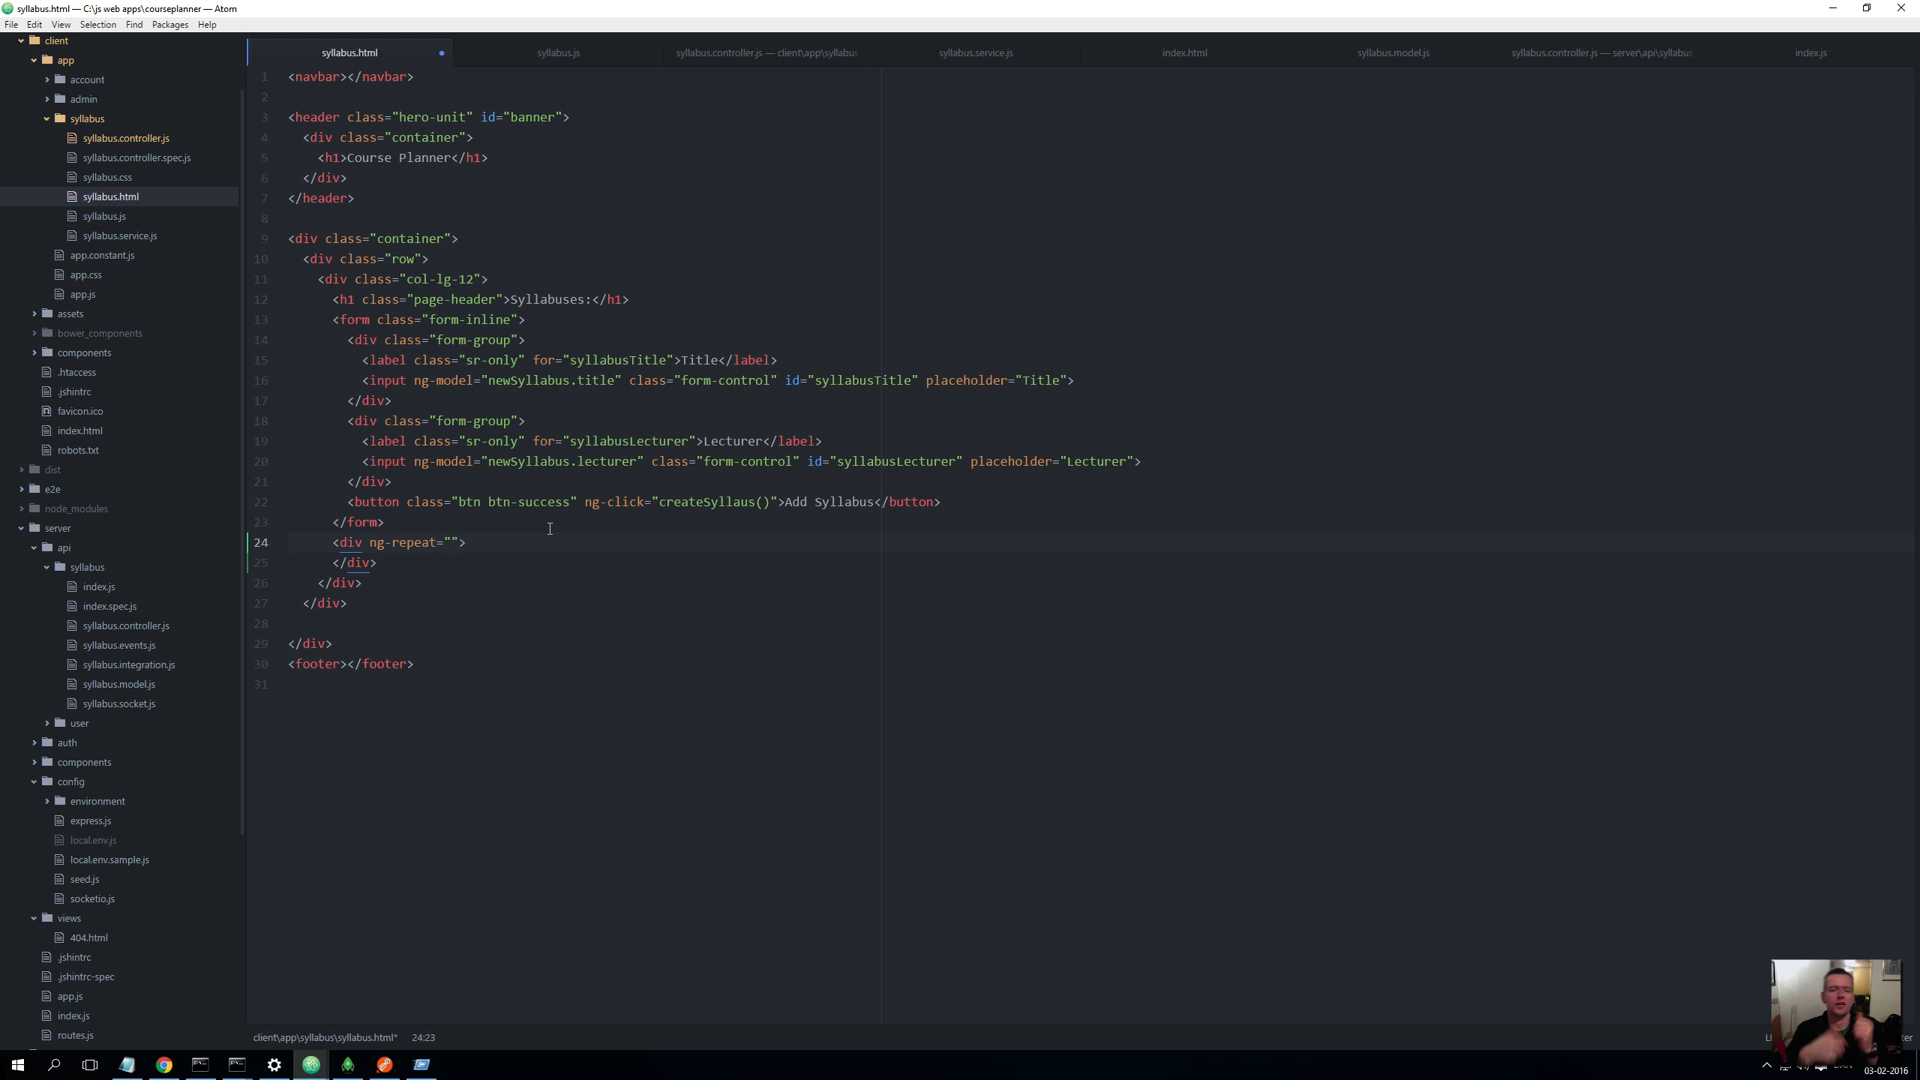 syllabus.html — C:\js web apps\courseplanner — Atom
File Edit View Selection Find Packages Help
client
app
account
admin
syllabus
syllabus.controller.js
syllabus.controller.spec.js
syllabus.css
syllabus.html
syllabus.js
syllabus.service.js
app.constant.js
app.css
app.js
assets
bower_components
components
.htaccess
.jshintrc
favicon.ico
index.html
robots.txt
dist
e2e
node_modules
server
api
syllabus
index.js
index.spec.js
syllabus.controller.js
syllabus.events.js
syllabus.integration.js
syllabus.model.js
syllabus.socket.js
user
auth
components
config
environment
express.js
local.env.js
local.env.sample.js
seed.js
socketio.js
views
404.html
.jshintrc
.jshintrc-spec
app.js
index.js
routes.js
syllabus.html syllabus.js syllabus.controller.js — client\app\syllabus syllabus.service.js index.html syllabus.model.js syllabus.controller.js — server\api\syllabus index.js
1 <navbar></navbar>
2
3 <header class="hero-unit" id="banner">
4 <div class="container">
5 <h1>Course Planner</h1>
6 </div>
7 </header>
8
9 <div class="container">
10 <div class="row">
11 <div class="col-lg-12">
12 <h1 class="page-header">Syllabuses:</h1>
13 <form class="form-inline">
14 <div class="form-group">
15 <label class="sr-only" for="syllabusTitle">Title</label>
16 <input ng-model="newSyllabus.title" class="form-control" id="syllabusTitle" placeholder="Title">
17 </div>
18 <div class="form-group">
19 <label class="sr-only" for="syllabusLecturer">Lecturer</label>
20 <input ng-model="newSyllabus.lecturer" class="form-control" id="syllabusLecturer" placeholder="Lecturer">
21 </div>
22 <button class="btn btn-success" ng-click="createSyllaus()">Add Syllabus</button>
23 </form>
24 <div ng-repeat="">
25 </div>
26 </div>
27 </div>
28
29 </div>
30 <footer></footer>
31
client\app\syllabus\syllabus.html* 24:23
03-02-2016